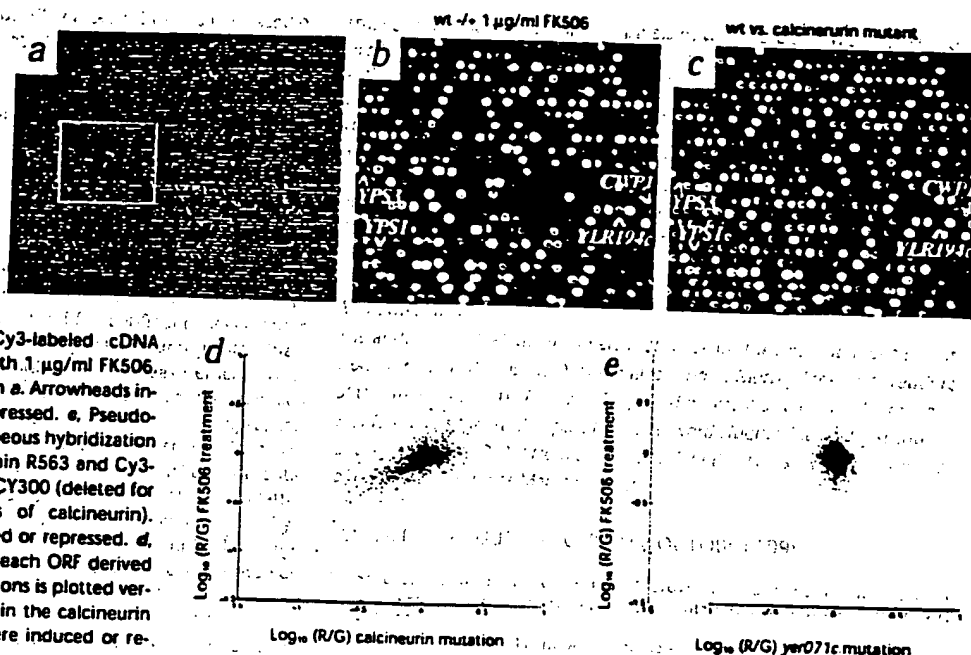 wt -/+ 1 µg/ml FK506
wt vs. calcineurin mutant
a
b
c
CWP1
YPS3
YPS1
YLR194c
CWP1
YPS3
YPS1
YLR194c
Cy3-labeled cDNA
th 1 µg/ml FK506.
n a. Arrowheads in-
pressed. c, Pseudo-
eous hybridization
ain R563 and Cy3-
CY300 (deleted for
s of calcineurin).
ed or repressed. d,
each ORF derived
ons is plotted ver-
in the calcineurin
ere induced or re-
d
Log₁₀ (R/G) FK506 treatment
Log₁₀ (R/G) calcineurin mutation
e
Log₁₀ (R/G) FK506 treatment
Log₁₀ (R/G) yer071c mutation